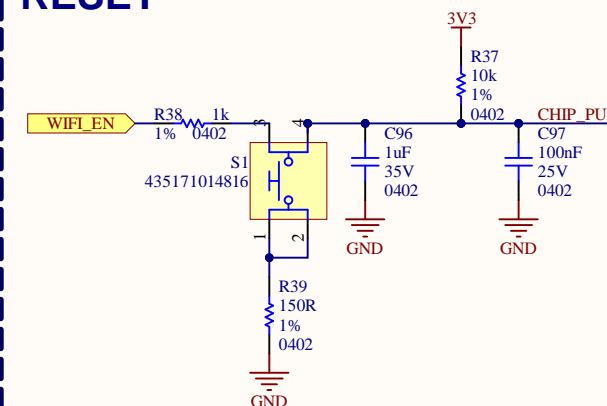 RESET
3V3
R37
10k
1%
0402
WIFI_EN
R38 1k
1% 0402
3
4
CHIP_PU
C96
1uF
35V
0402
C97
100nF
25V
0402
S1
435171014816
1
2
GND
GND
R39
150R
1%
0402
GND